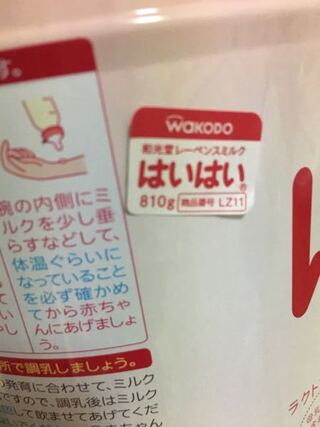 す。
wakodo
和光堂レーベンスミルク
はいはい®
810g 商品番号 LZ11
腕の内側にミ
ルクを少し垂
らすなどして、
体温ぐらいに
なっていること
を必ず確かめ
てから赤ちゃ
んにあげましょ
う。
所で調乳しましょう。
の発育に合わせて、ミルク
ですので、調乳後はミルク
して飲ませてあげてくだ
ラクト